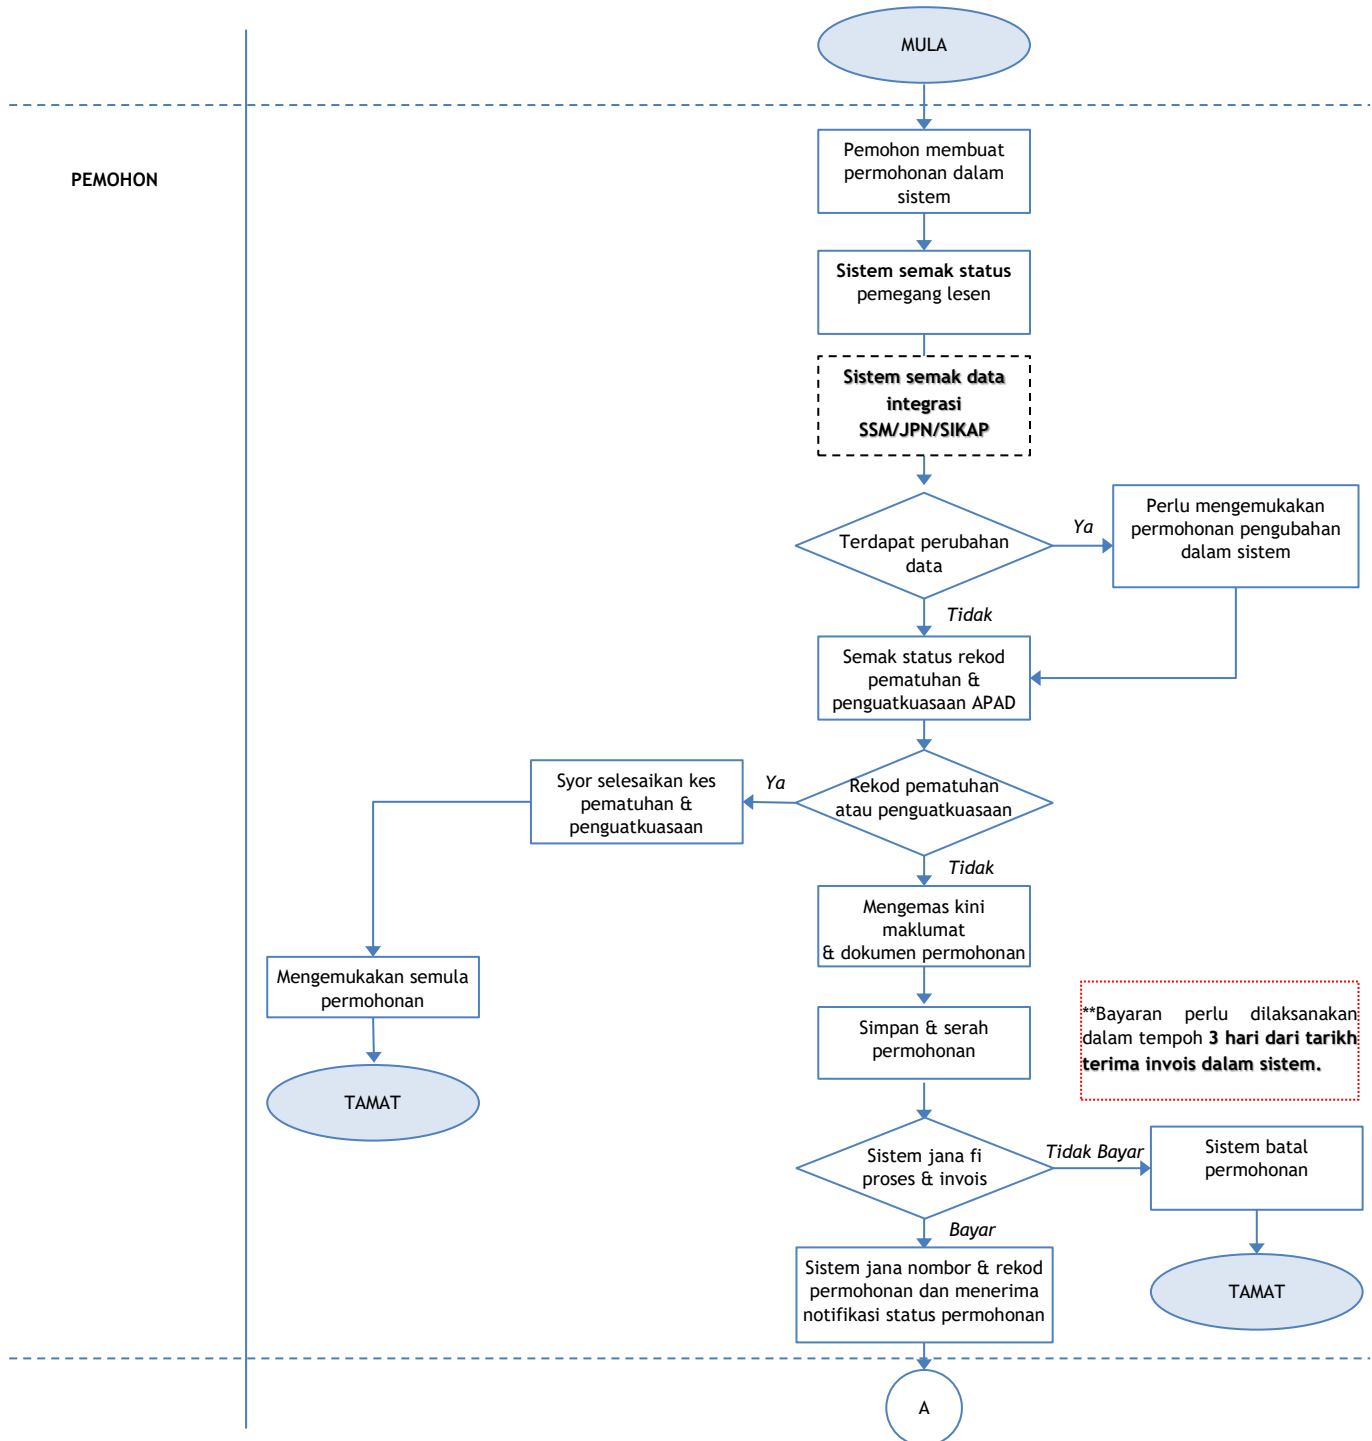 MULA
PEMOHON
Pemohon membuat
permohonan dalam
sistem
Sistem semak status
pemegang lesen
Sistem semak data
integrasi
SSM/JPN/SIKAP
Terdapat perubahan
data
Ya
Perlu mengemukakan
permohonan pengubahan
dalam sistem
Tidak
Semak status rekod
pematuhan &
penguatkuasaan APAD
Rekod pematuhan
atau penguatkuasaan
Ya
Syor selesaikan kes
pematuhan &
penguatkuasaan
Mengemukakan semula
permohonan
TAMAT
Tidak
Mengemas kini
maklumat
& dokumen permohonan
Simpan & serah
permohonan
**Bayaran perlu dilaksanakan
dalam tempoh 3 hari dari tarikh
terima invois dalam sistem.
Sistem jana fi
proses & invois
Tidak Bayar
Sistem batal
permohonan
TAMAT
Bayar
Sistem jana nombor & rekod
permohonan dan menerima
notifikasi status permohonan
A